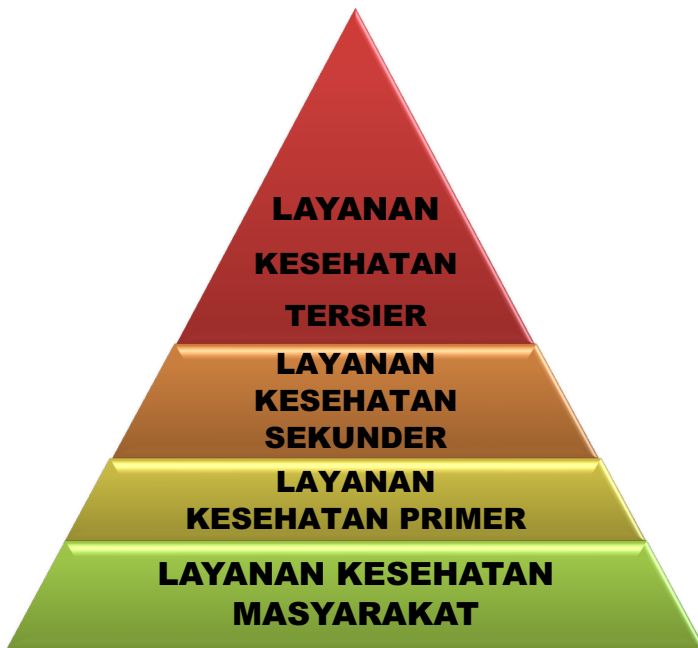 LAYANAN
KESEHATAN
TERSIER
LAYANAN
KESEHATAN
SEKUNDER
LAYANAN
KESEHATAN PRIMER
LAYANAN KESEHATAN
MASYARAKAT